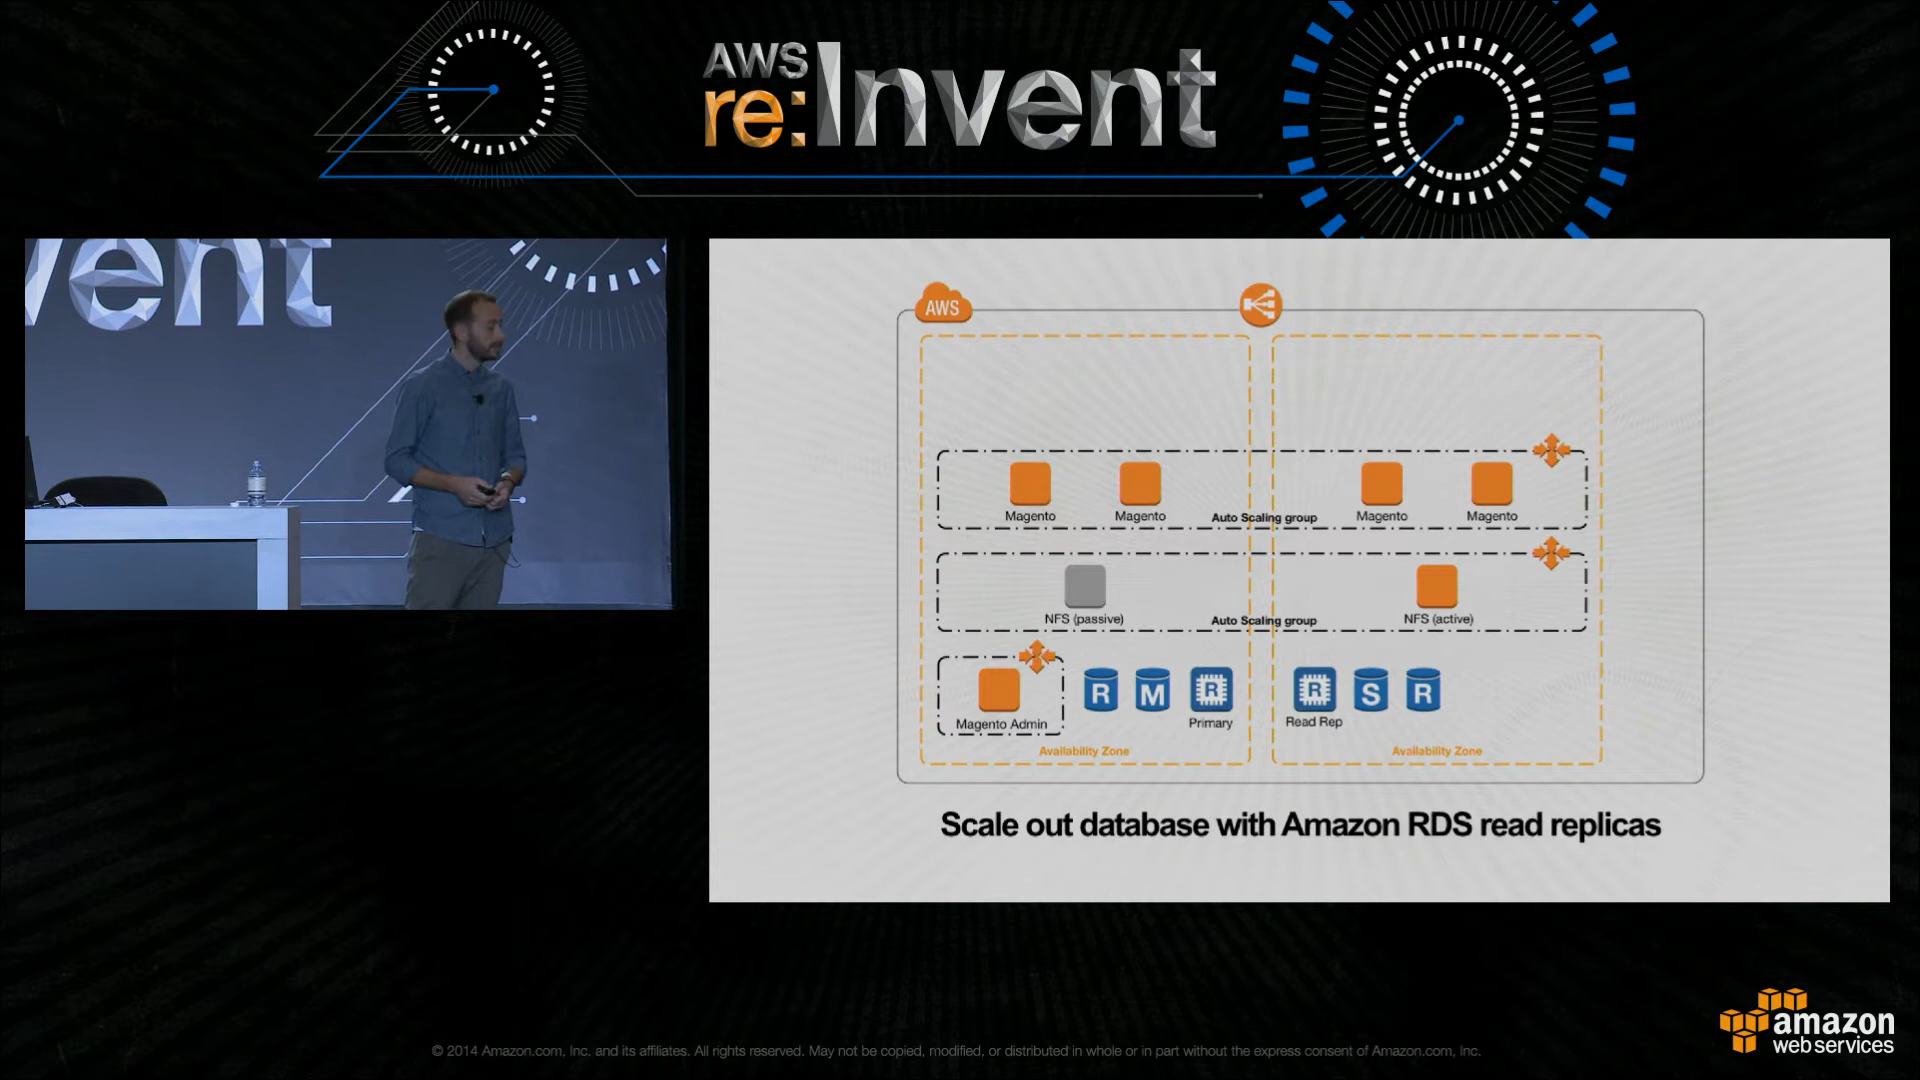 AWS
re:Invent
vent
AWS
Magento
Magento
Auto Scaling group
Magento
Magento
NFS (passive)
Auto Scaling group
NFS (active)
R
M
R
R
S
R
Magento Admin
Primary
Read Rep
Availability Zone
Availability Zone
Scale out database with Amazon RDS read replicas
amazon
web services
© 2014 Amazon.com, Inc. and its affiliates. All rights reserved. May not be copied, modified, or distributed in whole or in part without the express consent of Amazon.com, Inc.